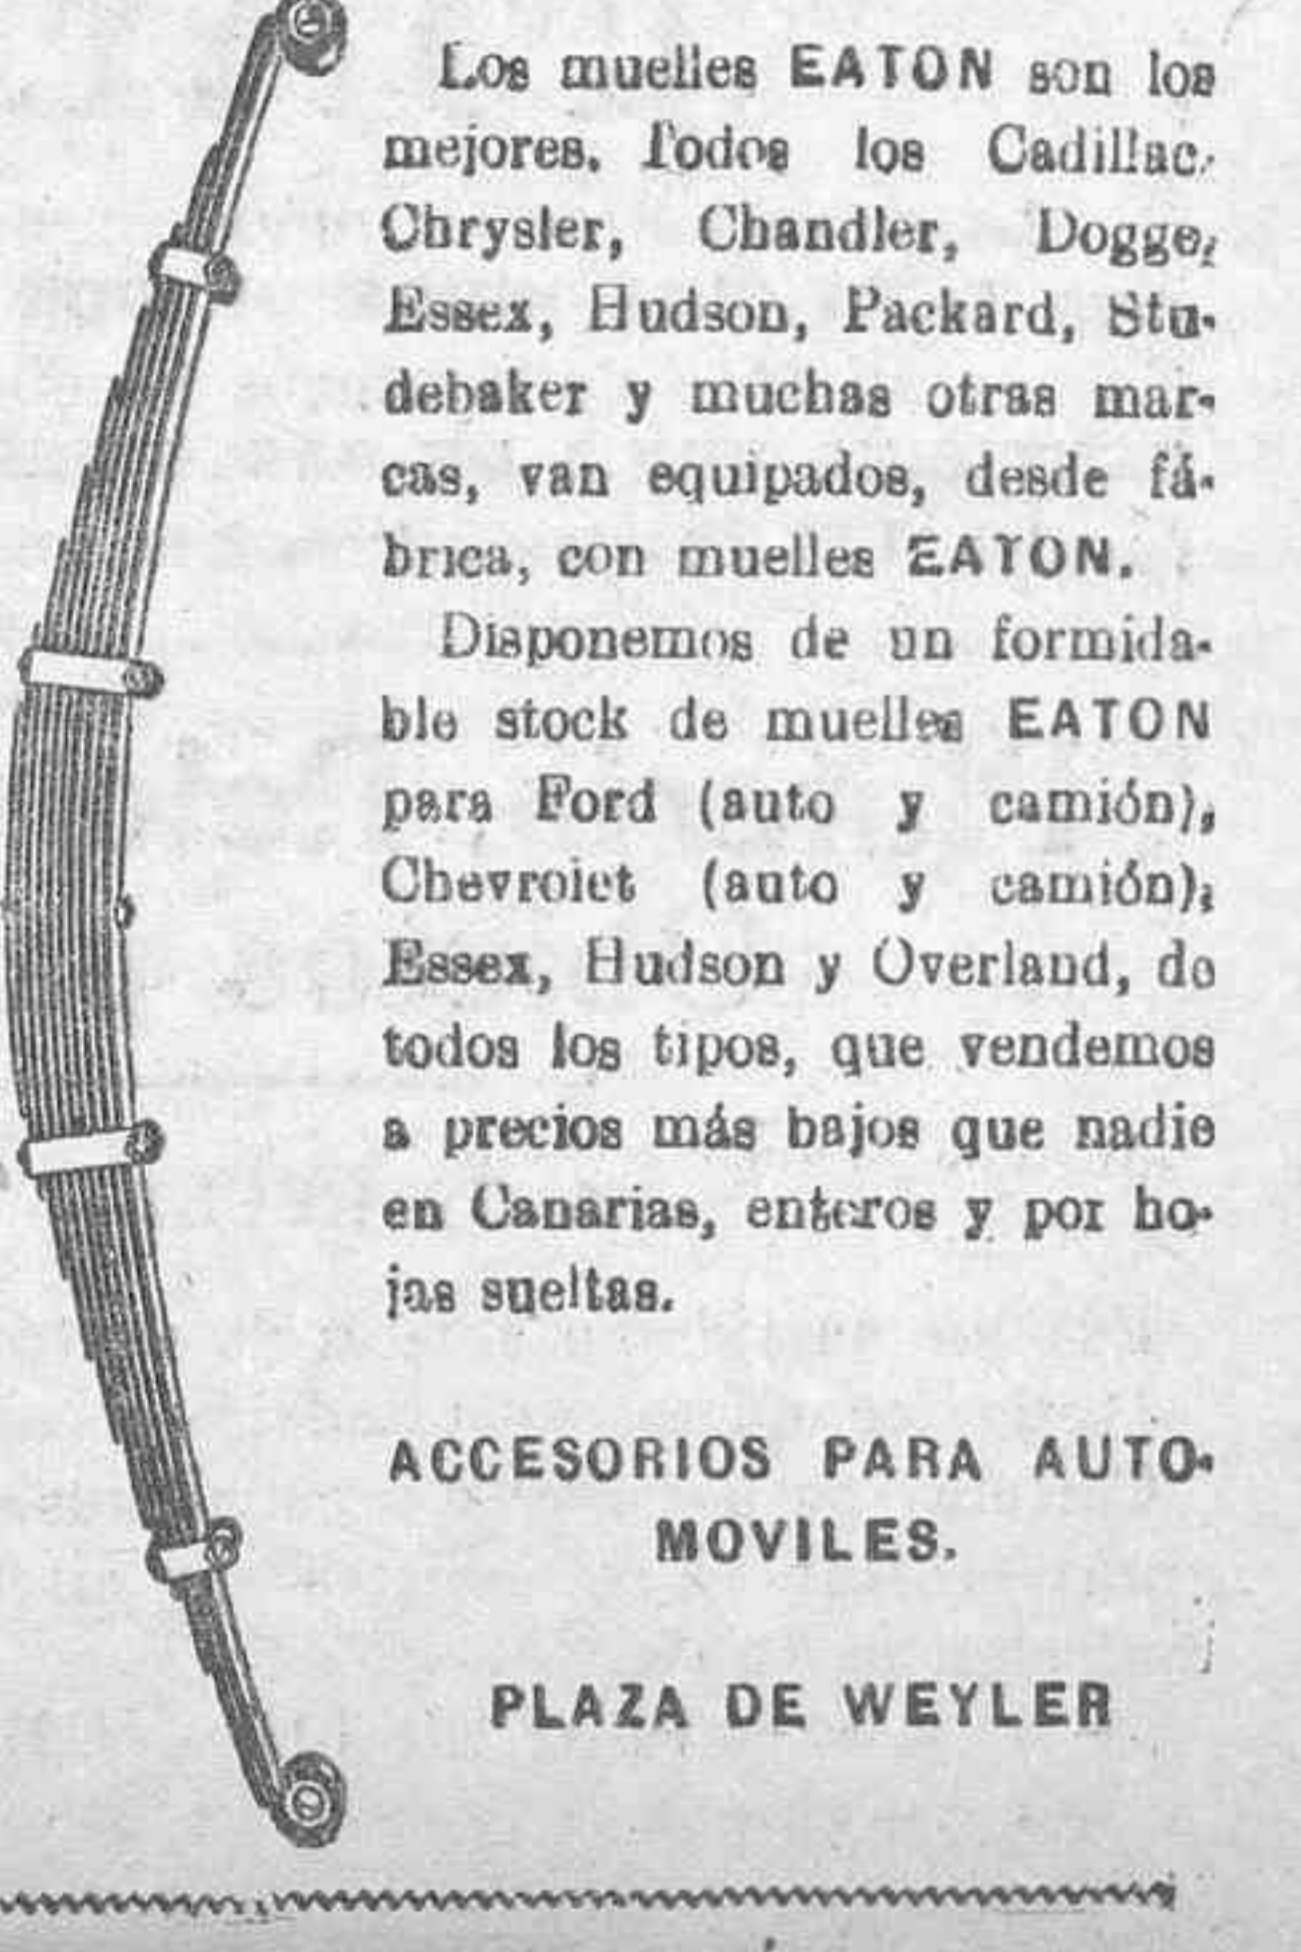 Los muelles EATON son los
mejores. Todos los Cadillac,
Chrysler, Chandler, Dogge,
Essex, Hudson, Packard, Stu-
debaker y muchas otras mar-
cas, van equipados, desde fá-
brica, con muelles EATON.
Disponemos de un formida-
ble stock de muelles EATON
para Ford (auto y camión),
Chevrolet (auto y camión),
Essex, Hudson y Overland, de
todos los tipos, que vendemos
a precios más bajos que nadie
en Canarias, enteros y por ho-
jas sueltas.
ACCESORIOS PARA AUTO-
MOVILES.
PLAZA DE WEYLER